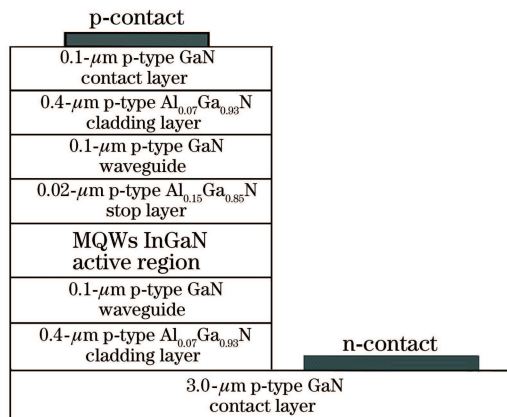 p-contact
0.1-μm p-type GaN
contact layer
0.4-μm p-type Al₀.₀₇Ga₀.₉₃N
cladding layer
0.1-μm p-type GaN
waveguide
0.02-μm p-type Al₀.₁₅Ga₀.₈₅N
stop layer
MQWs InGaN
active region
0.1-μm p-type GaN
waveguide
0.4-μm p-type Al₀.₀₇Ga₀.₉₃N
cladding layer
n-contact
3.0-μm p-type GaN
contact layer